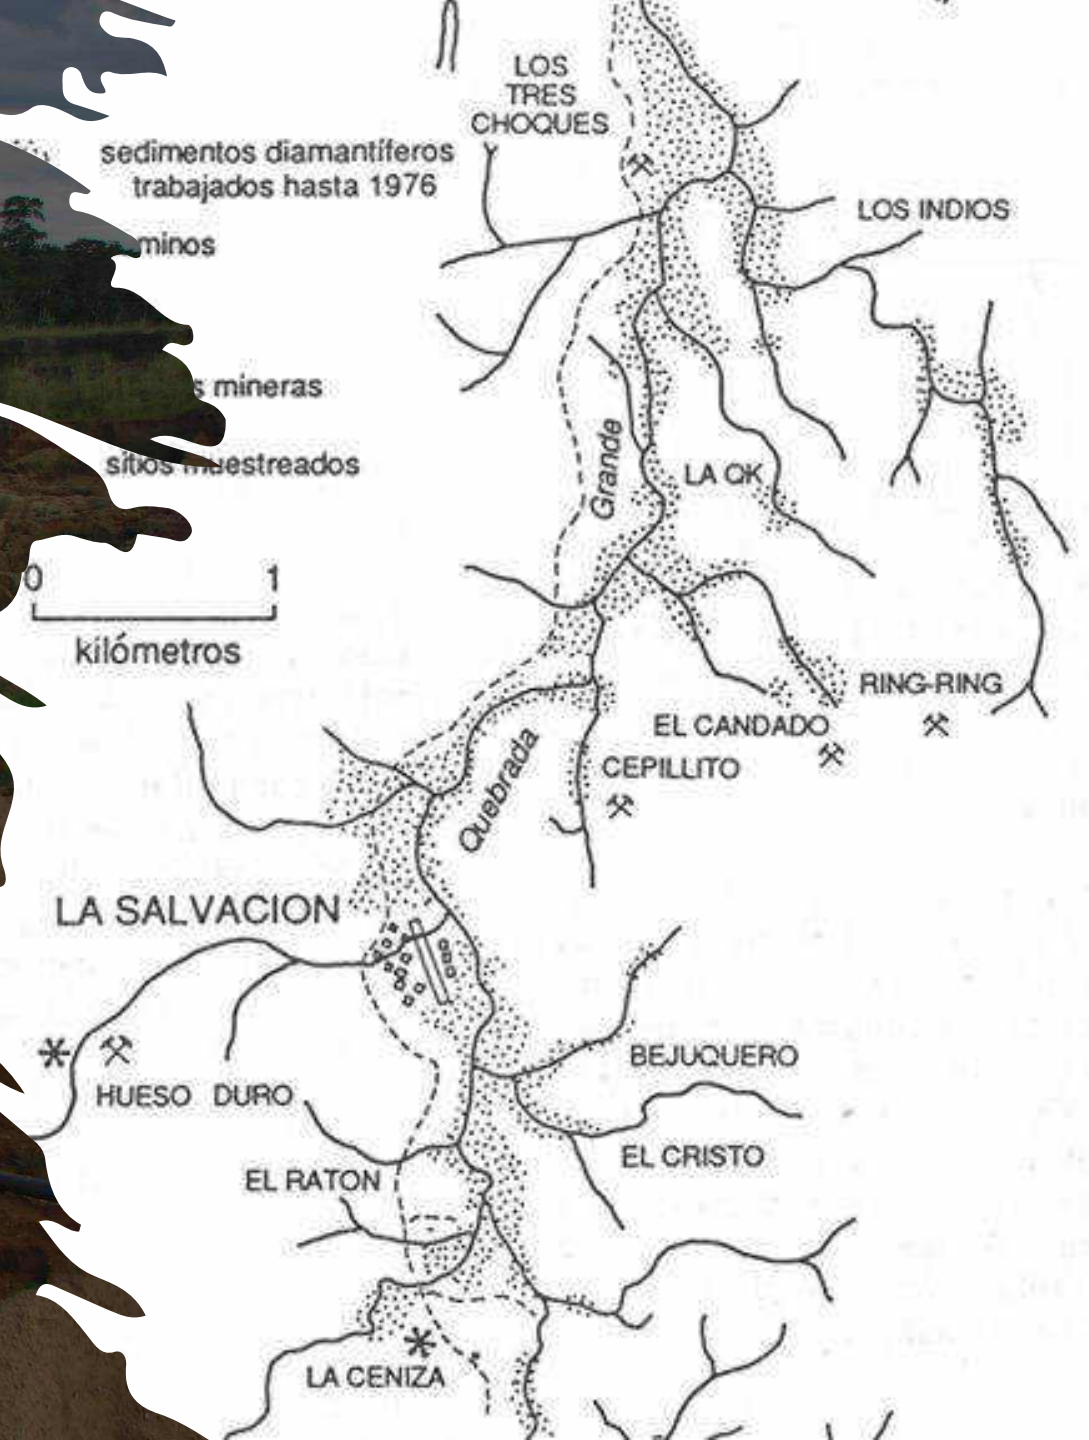 LOS
TRES
CHOQUES
sedimentos diamantíferos
trabajados hasta 1976
LOS INDIOS
minos
s mineras
Grande
LA QK
sitios muestreados
0 1
kilómetros
RING-RING
EL CANDADO
CEPILLITO
Quebrada
LA SALVACION
BEJUQUERO
HUESO DURO
EL CRISTO
EL RATON
LA CENIZA